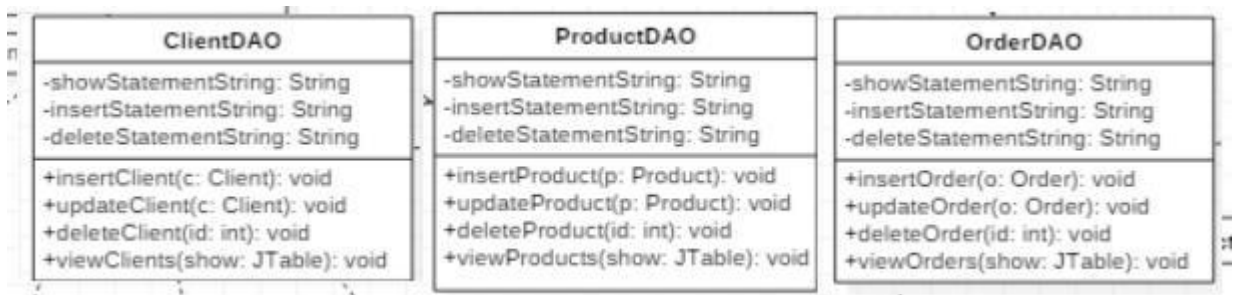 ClientDAO
-showStatementString: String
-insertStatementString: String
-deleteStatementString: String
+insertClient(c: Client): void
+updateClient(c: Client): void
+deleteClient(id: int): void
+viewClients(show: JTable): void
ProductDAO
-showStatementString: String
-insertStatementString: String
-deleteStatementString: String
+insertProduct(p: Product): void
+updateProduct(p: Product): void
+deleteProduct(id: int): void
+viewProducts(show: JTable): void
OrderDAO
-showStatementString: String
-insertStatementString: String
-deleteStatementString: String
+insertOrder(o: Order): void
+updateOrder(o: Order): void
+deleteOrder(id: int): void
+viewOrders(show: JTable): void